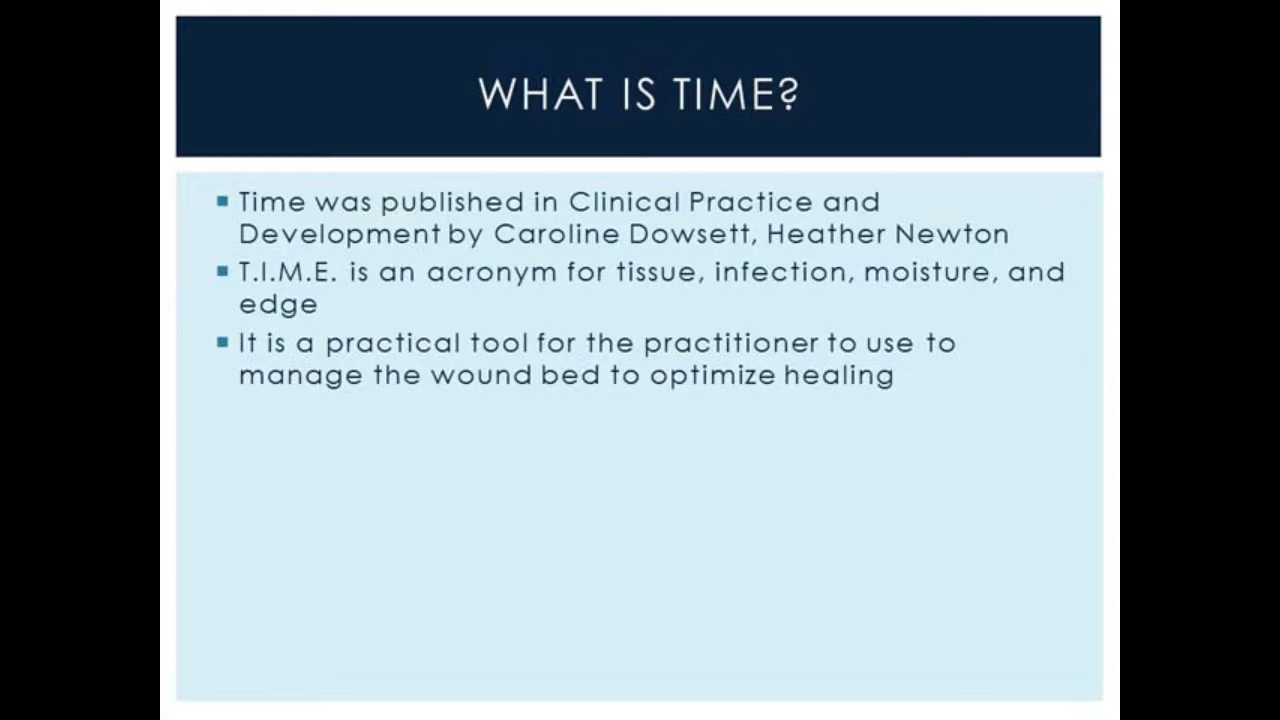 WHAT IS TIME?
Time was published in Clinical Practice and
Development by Caroline Dowsett, Heather Newton
T.I.M.E. is an acronym for tissue, infection, moisture, and
edge
It is a practical tool for the practitioner to use to
manage the wound bed to optimize healing